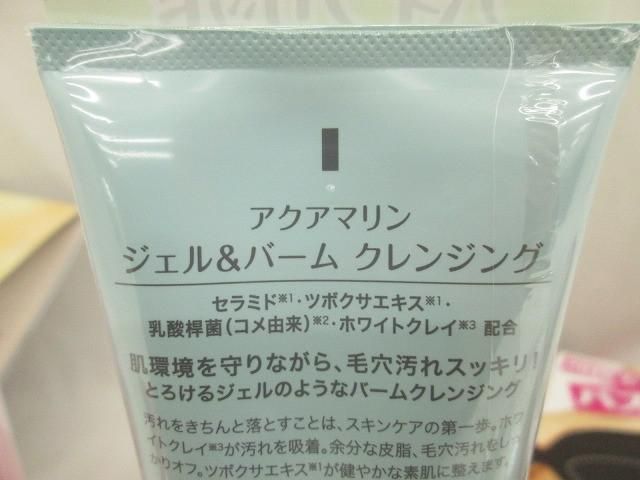 アクアマリン
ジェル&バーム クレンジング
セラミド※1・ツボクサエキス※1・
乳酸桿菌(コメ由来)※2・ホワイトクレイ※3 配合
肌環境を守りながら、毛穴汚れスッキリ!
とろけるジェルのようなバームクレンジング
汚れをきちんと落とすことは、スキンケアの第一歩。ホワ
イトクレイ※3が汚れを吸着。余分な皮脂、毛穴汚れをしっ
かりオフ。ツボクサエキス※1が健やかな素肌に整えます。